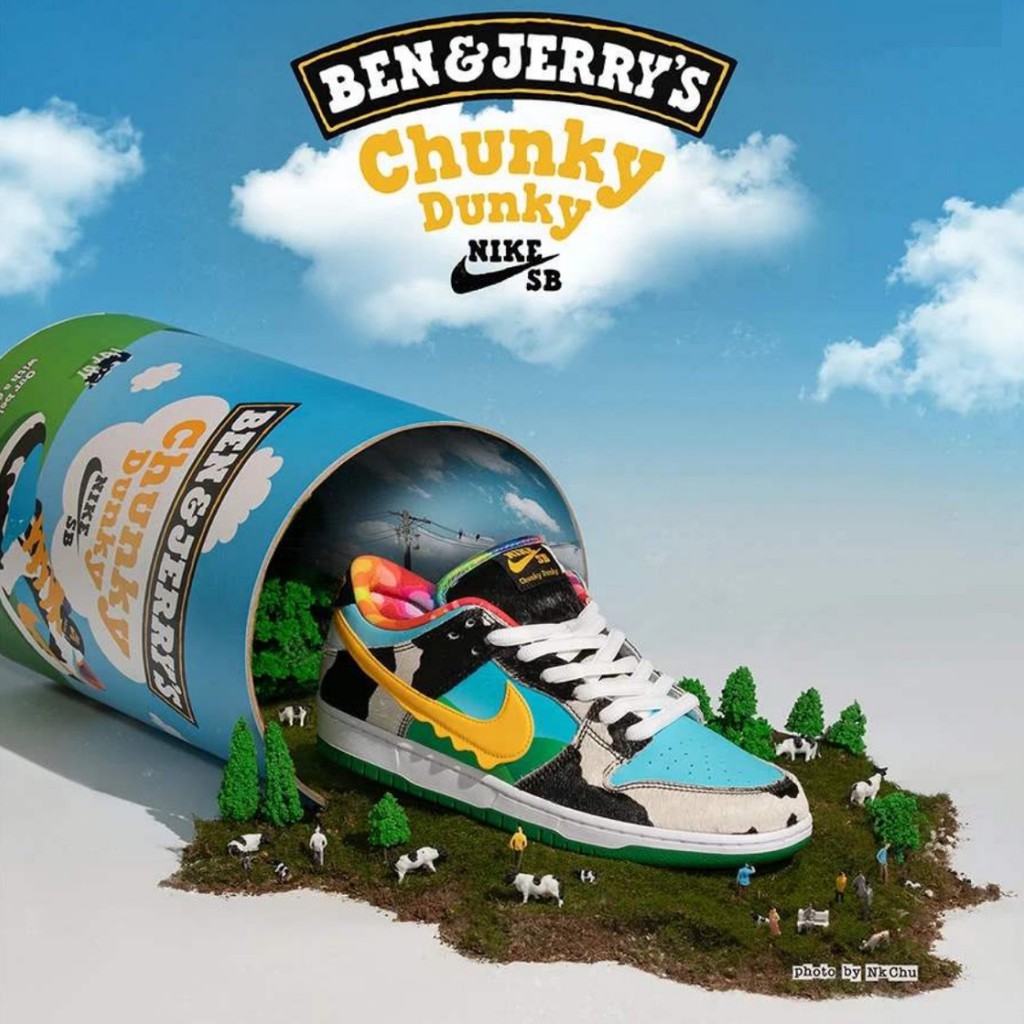 BEN & JERRY'S
Chunky
Dunky
NIKE
SB
BEN & JERRY'S
Chunky
Dunky
NIKE
SB
NIKE
SB
Chunky Dunky
photo by NkChu